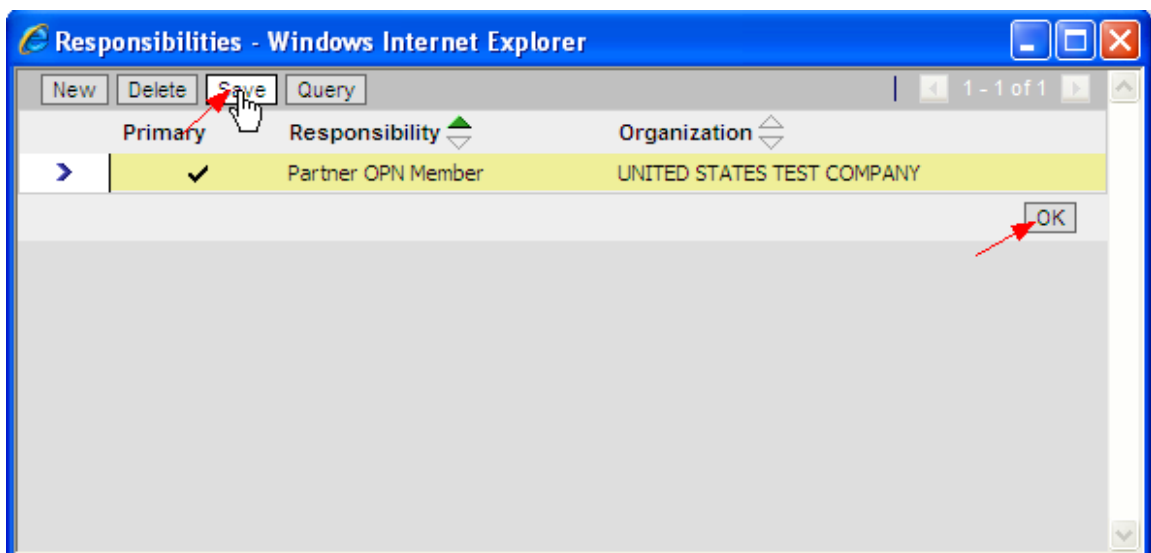 Responsibilities - Windows Internet Explorer
New Delete Save Query 1 - 1 of 1
Primary Responsibility Organization
Partner OPN Member UNITED STATES TEST COMPANY
OK